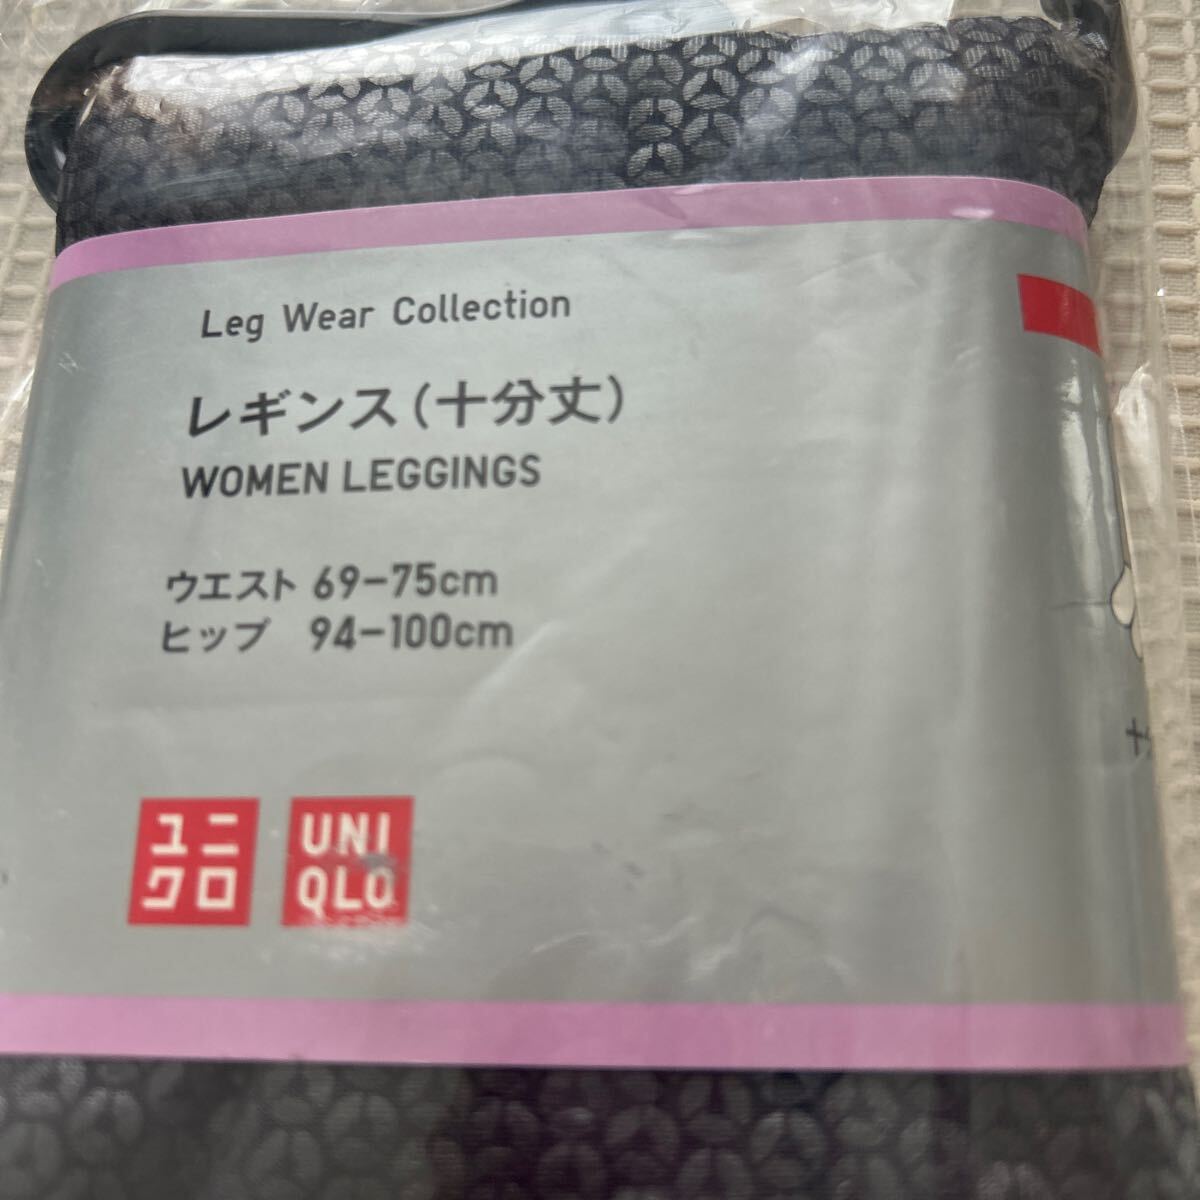 Leg Wear Collection
レギンス(十分丈)
WOMEN LEGGINGS
ウエスト 69-75cm
ヒップ 94-100cm
ユニ
クロ
UNI
QLO
十